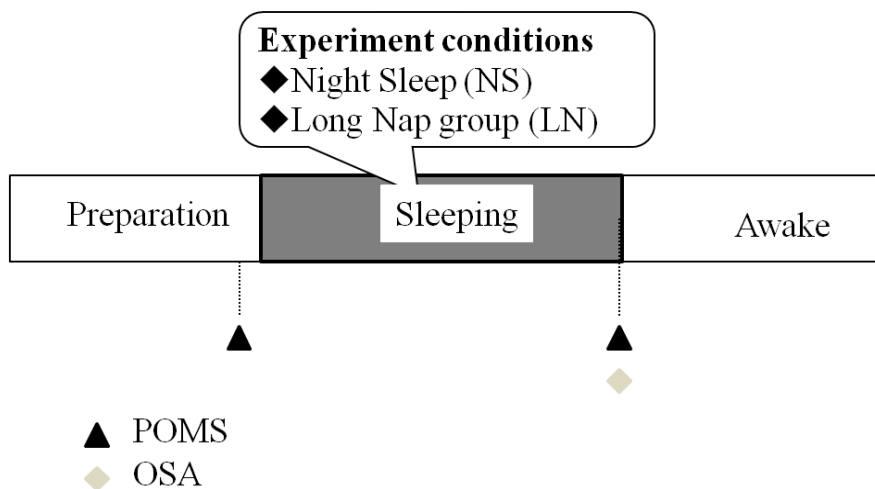 Experiment conditions
◆Night Sleep (NS)
◆Long Nap group (LN)
Preparation
Sleeping
Awake
POMS
OSA